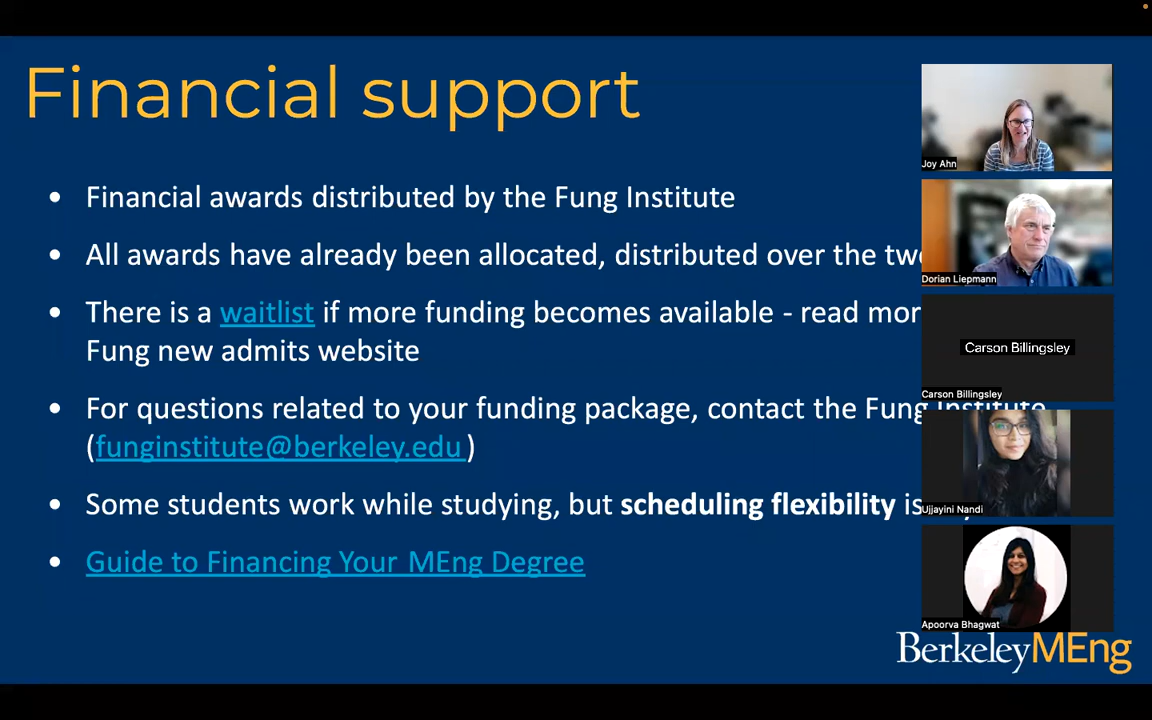 Financial support
• Financial awards distributed by the Fung Institute
• All awards have already been allocated, distributed over the
• There is a waitlist if more funding becomes available - read
Fung new admits website
• For questions related to your funding package, contact the Fung Institute
(funginstitute@berkeley.edu)
• Some students work while studying, but scheduling flexibility is
• Guide to Financing Your MEng Degree
Joy Ahn
Dorian Liepmann
Carson Billingsley
Carson Billingsley
Ujjayini Nandi
Apoorva Bhagwat
BerkeleyMEng